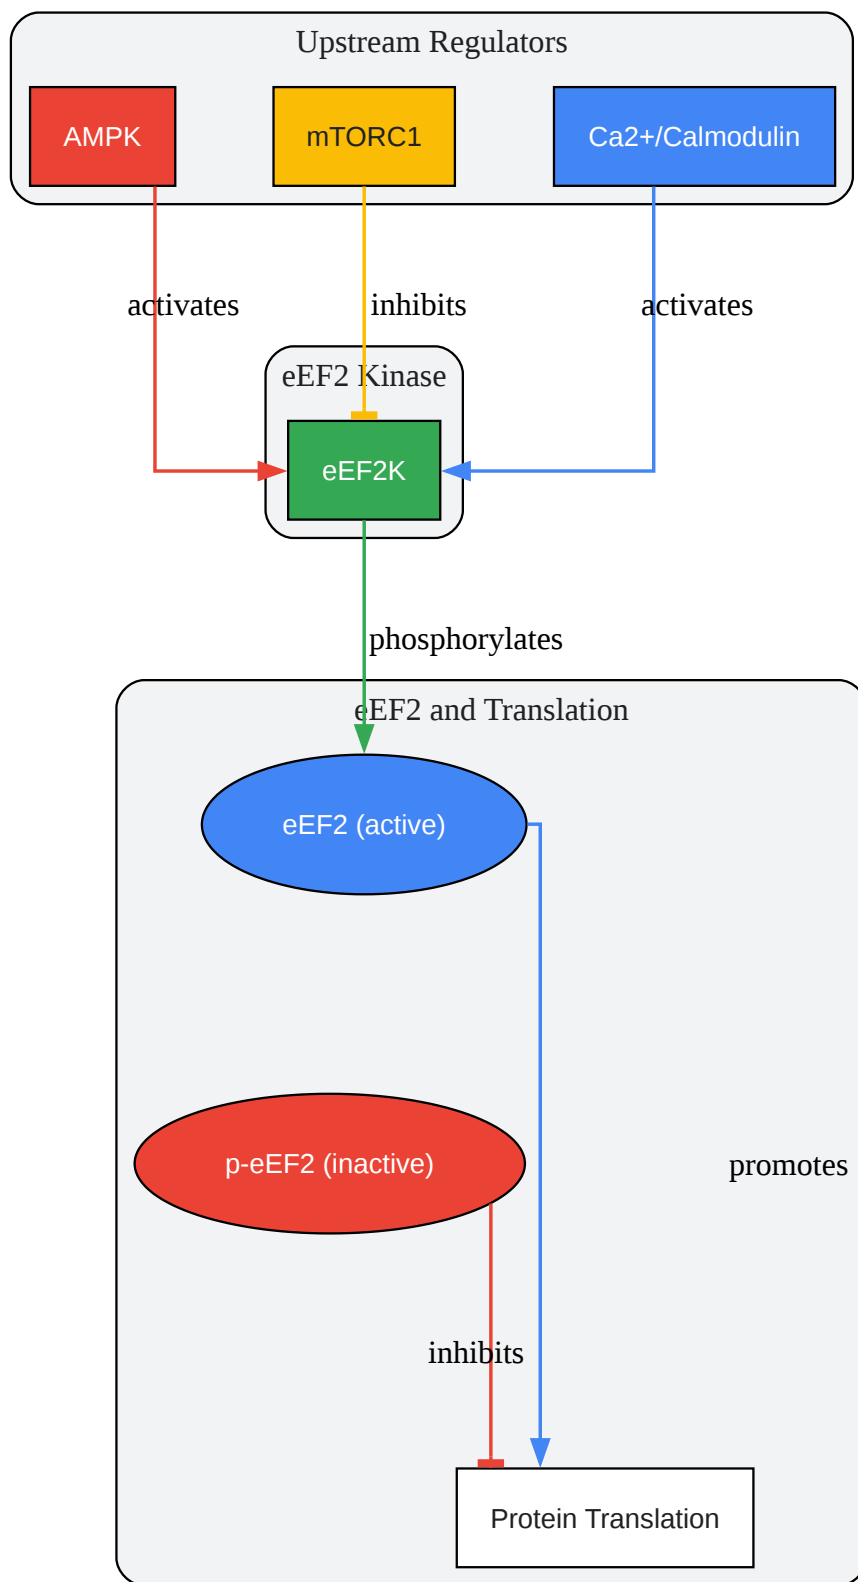 Upstream Regulators
AMPK
mTORC1
Ca2+/Calmodulin
activates
inhibits
activates
eEF2 Kinase
eEF2K
phosphorylates
eEF2 and Translation
eEF2 (active)
p-eEF2 (inactive)
promotes
inhibits
Protein Translation